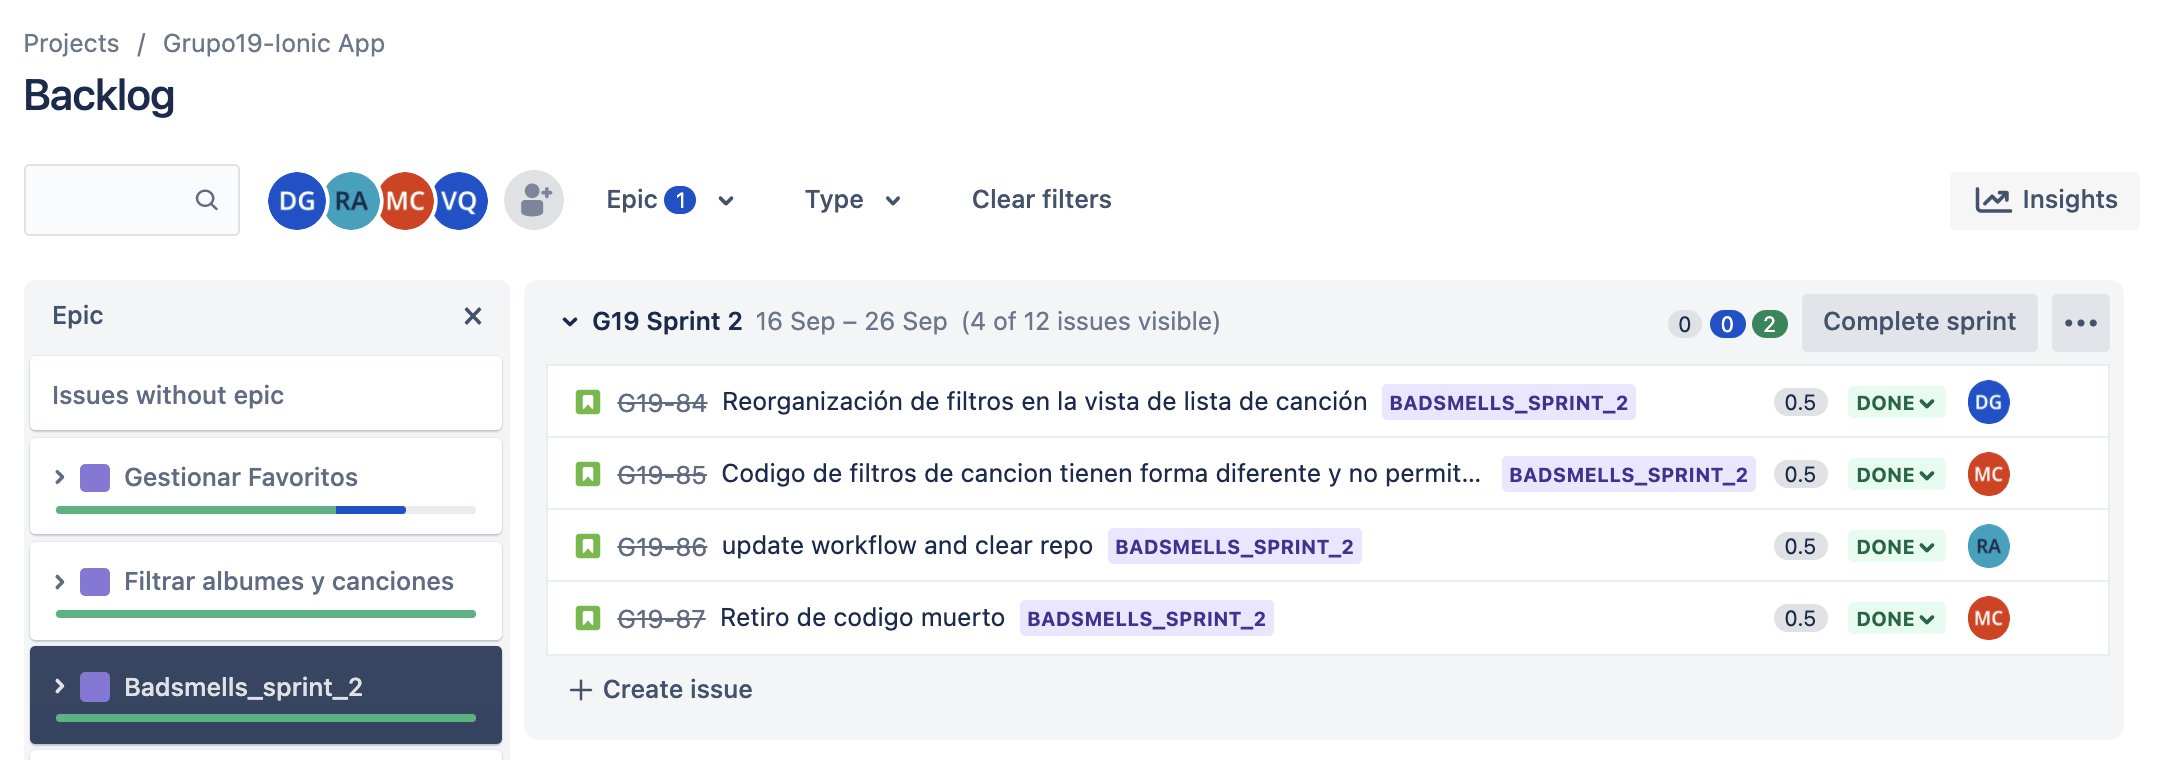 Projects / Grupo19-Ionic App
Backlog
DG RA MC VQ Epic 1 Type Clear filters Insights
Epic
Issues without epic
Gestionar Favoritos
Filtrar albumes y canciones
Badsmells_sprint_2
G19 Sprint 2 16 Sep – 26 Sep (4 of 12 issues visible) 0 0 2 Complete sprint
G19-84 Reorganización de filtros en la vista de lista de canción BADSMELLS_SPRINT_2 0.5 DONE DG
G19-85 Codigo de filtros de cancion tienen forma diferente y no permit... BADSMELLS_SPRINT_2 0.5 DONE MC
G19-86 update workflow and clear repo BADSMELLS_SPRINT_2 0.5 DONE RA
G19-87 Retiro de codigo muerto BADSMELLS_SPRINT_2 0.5 DONE MC
+ Create issue